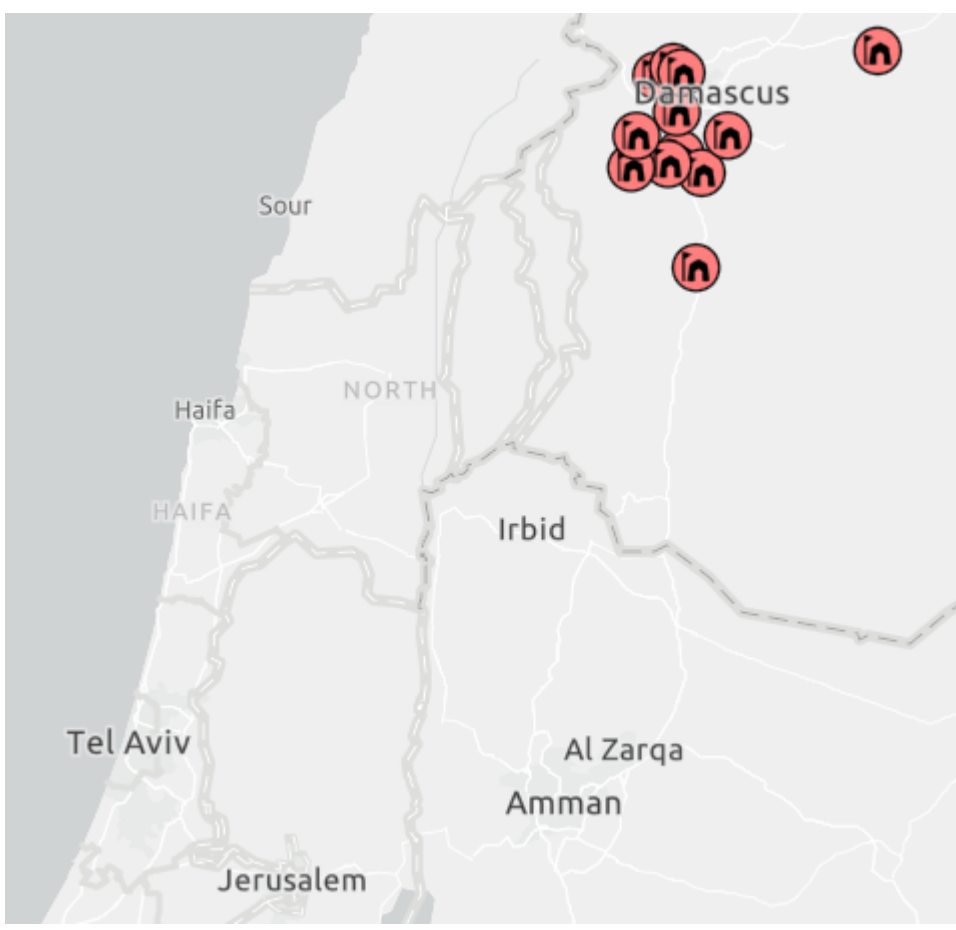 Damascus
Sour
NORTH
Haifa
HAIFA
Irbid
Tel Aviv
Al Zarqa
Amman
Jerusalem